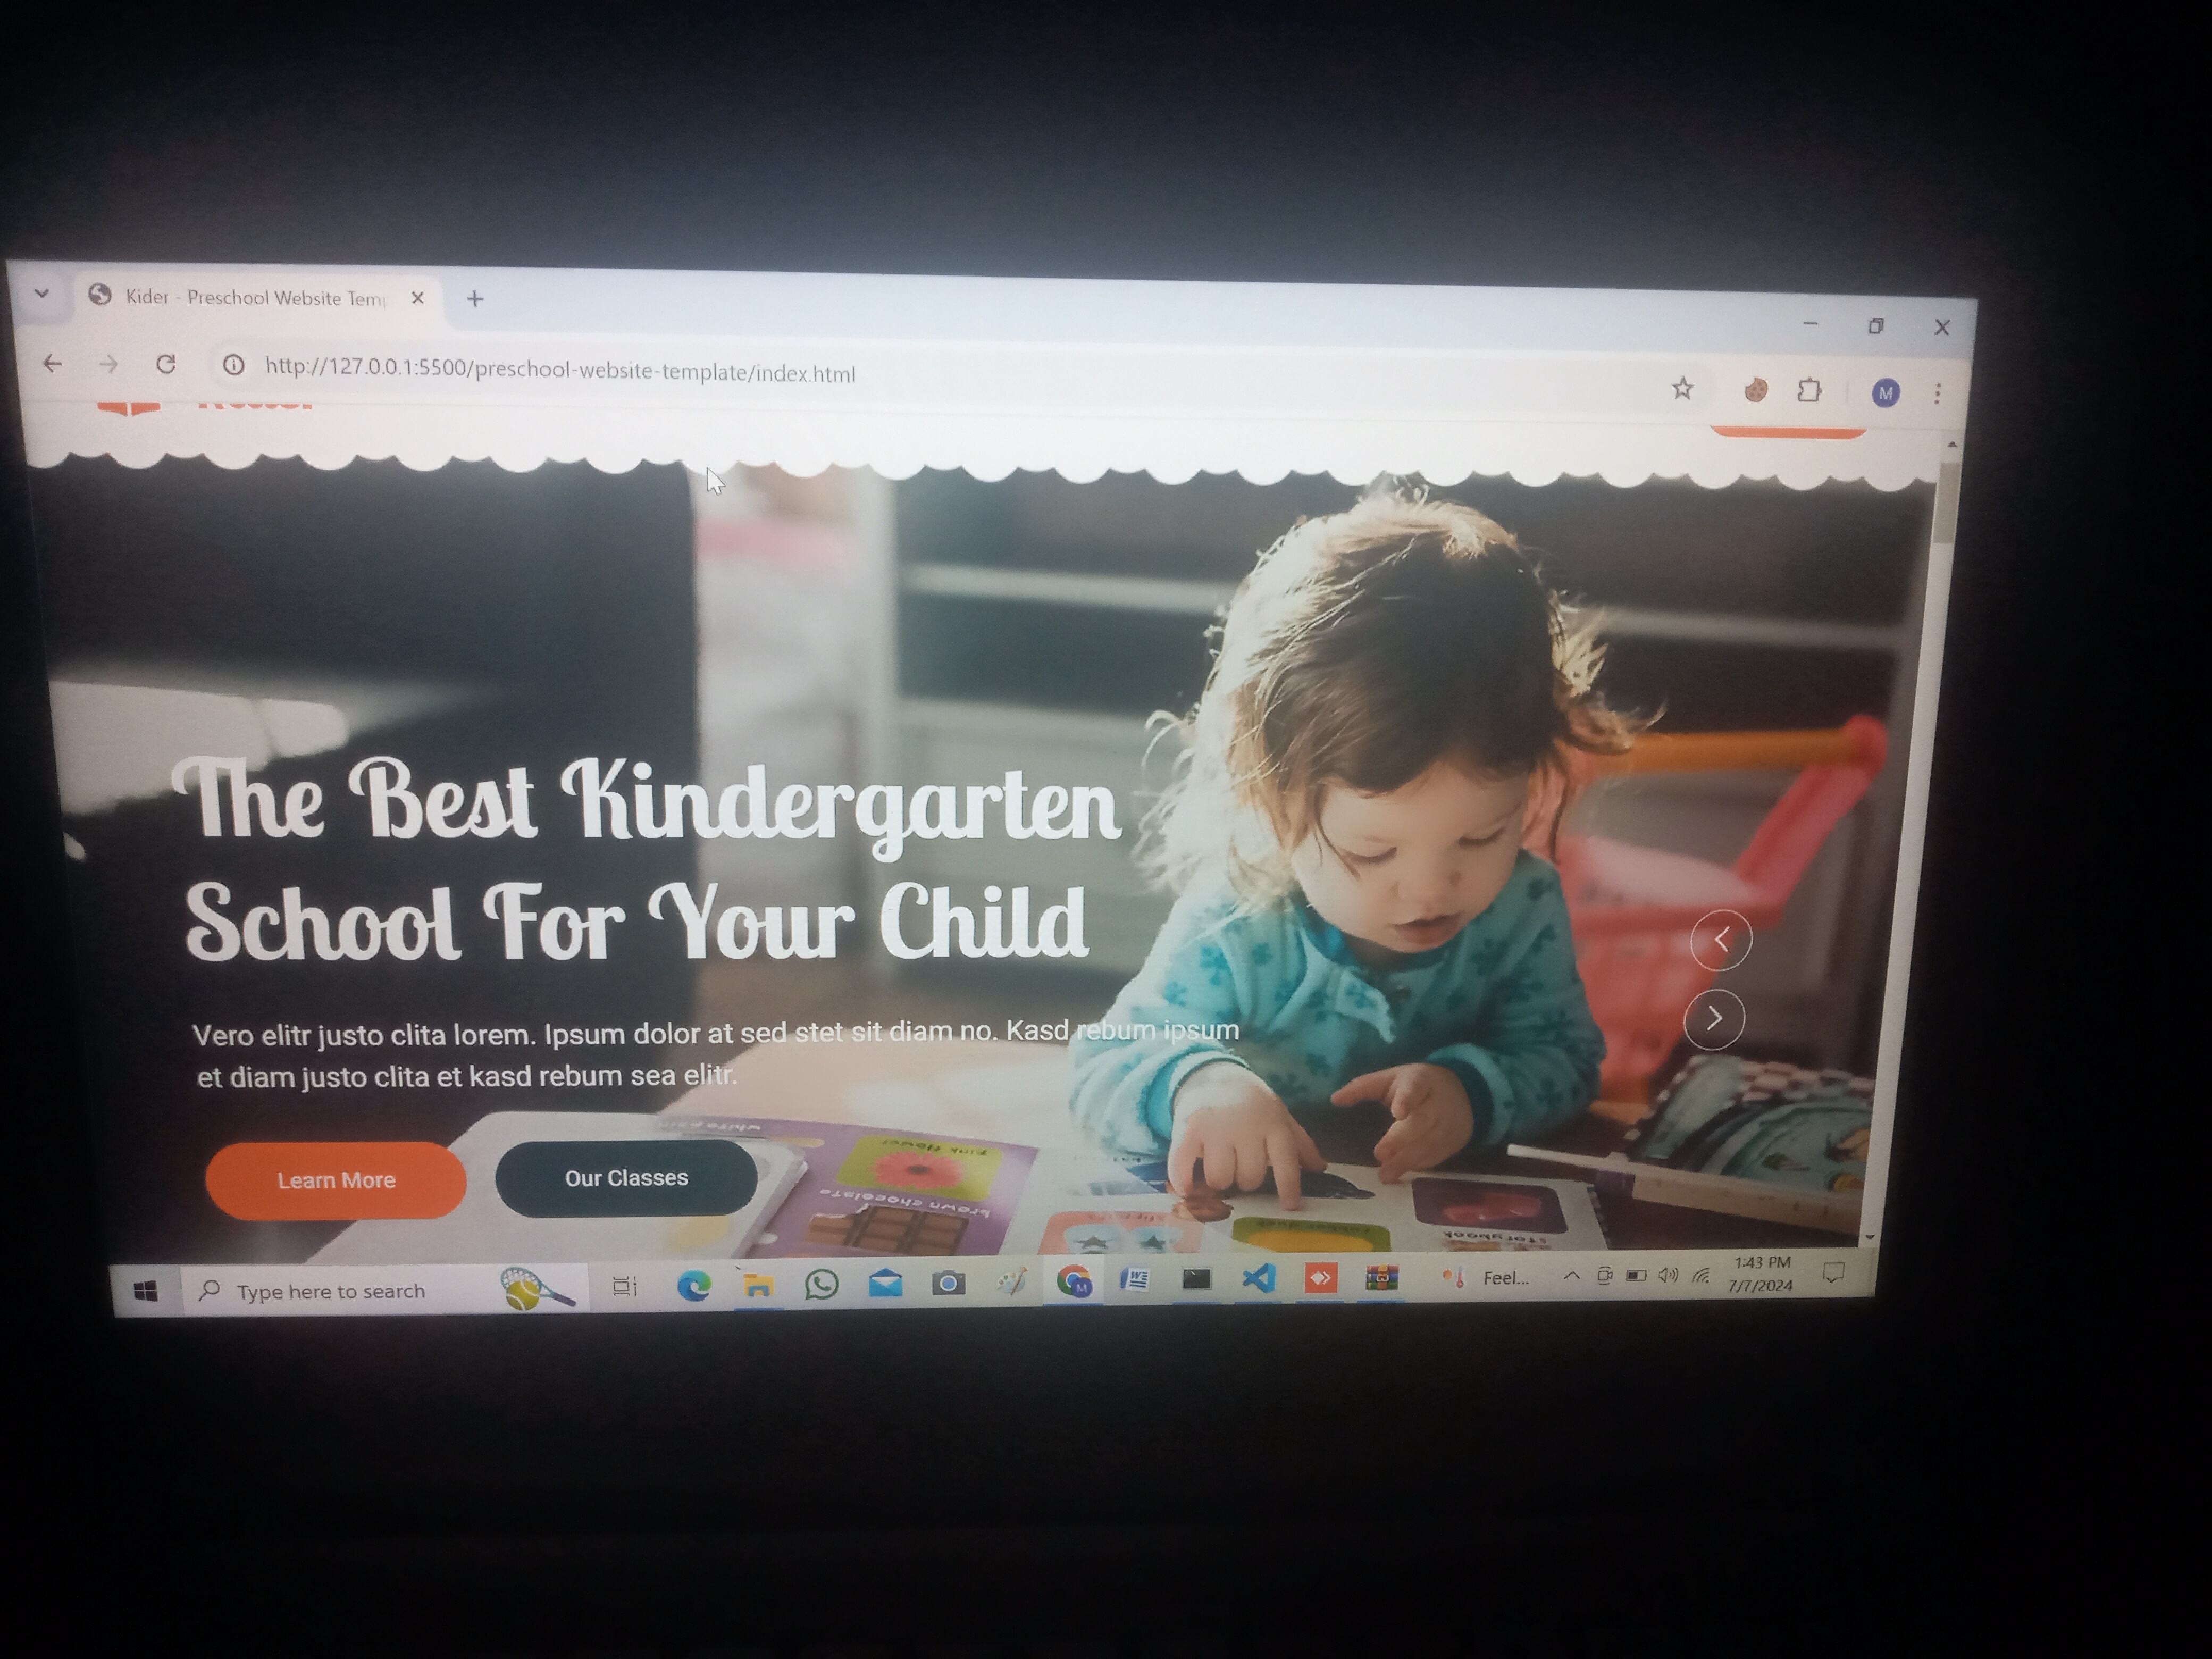 Kider - Preschool Website Tem
http://127.0.0.1:5500/preschool-website-template/index.html
M
The Best Kindergarten
School For Your Child
Vero elitr justo clita lorem. Ipsum dolor at sed stet sit diam no. Kasd rebum ipsum
et diam justo clita et kasd rebum sea elitr.
Learn More
Our Classes
pink flower
brown chocolate
storybook
Type here to search
M
Feel...
1:43 PM
7/7/2024